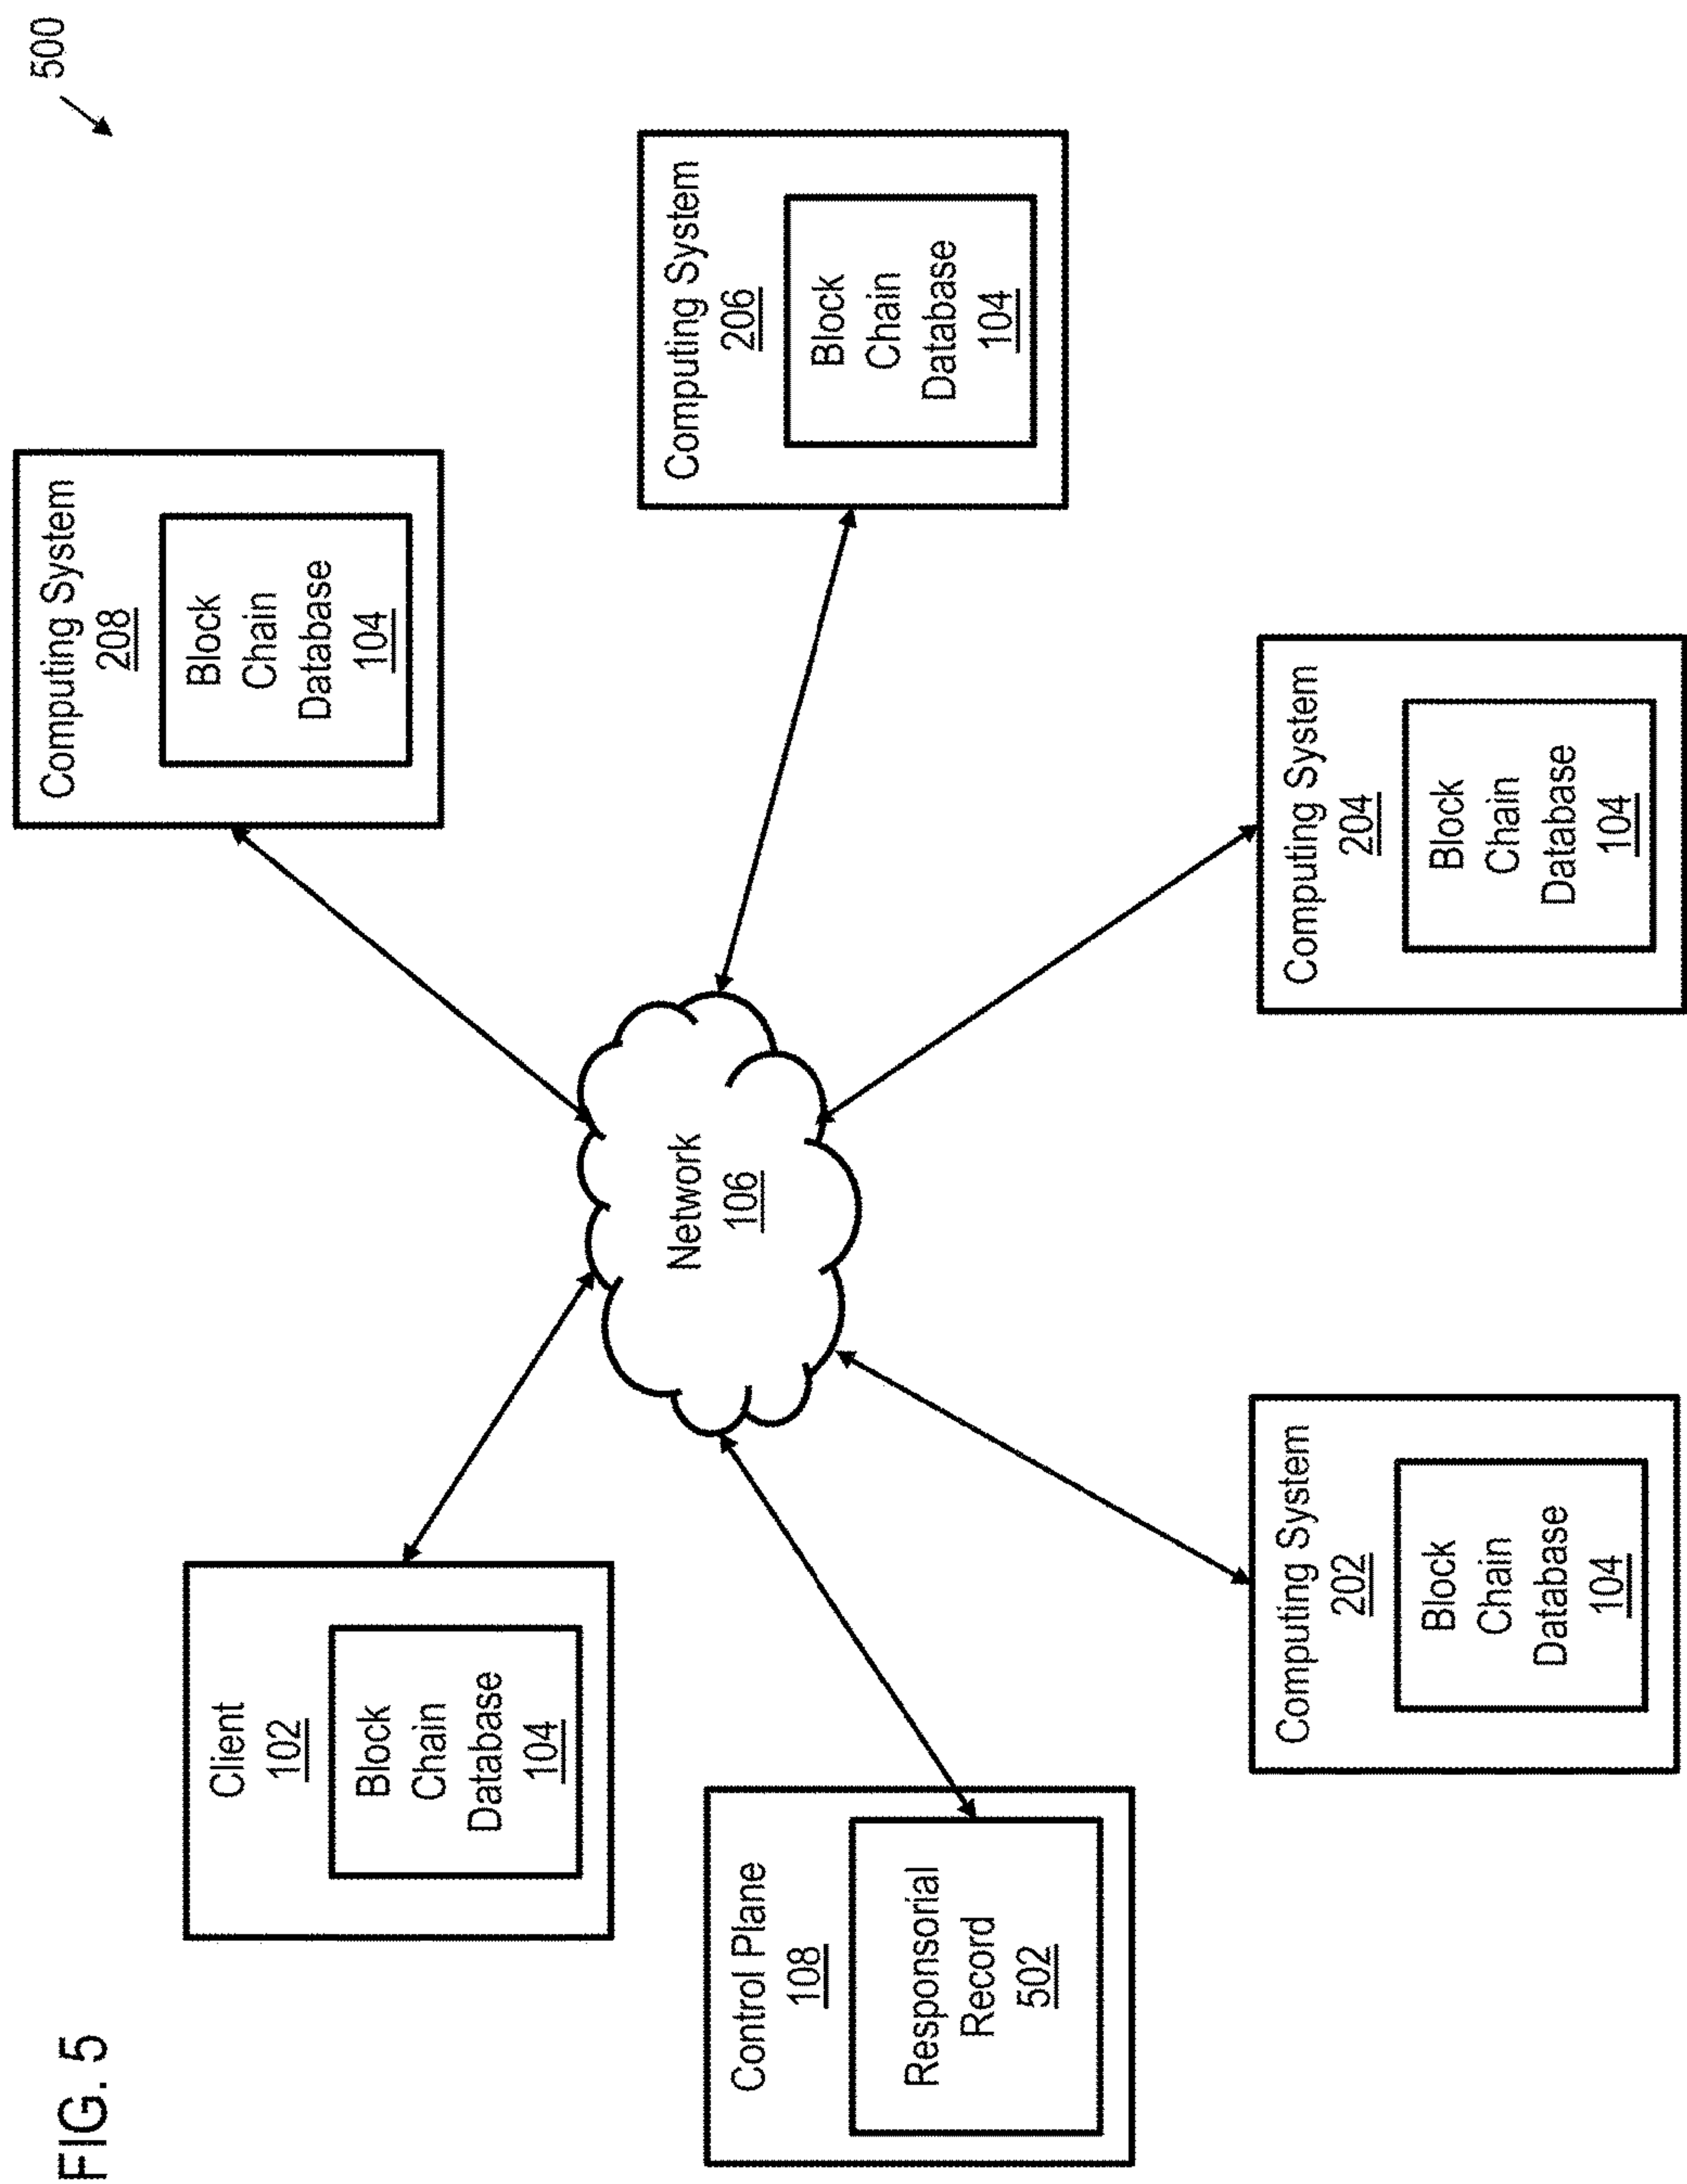 FIG. 5
500
Client
102
Block
Chain
Database
104
Computing System
208
Block
Chain
Database
104
Control Plane
108
Responsorial
Record
502
Network
106
Computing System
206
Block
Chain
Database
104
Computing System
202
Block
Chain
Database
104
Computing System
204
Block
Chain
Database
104